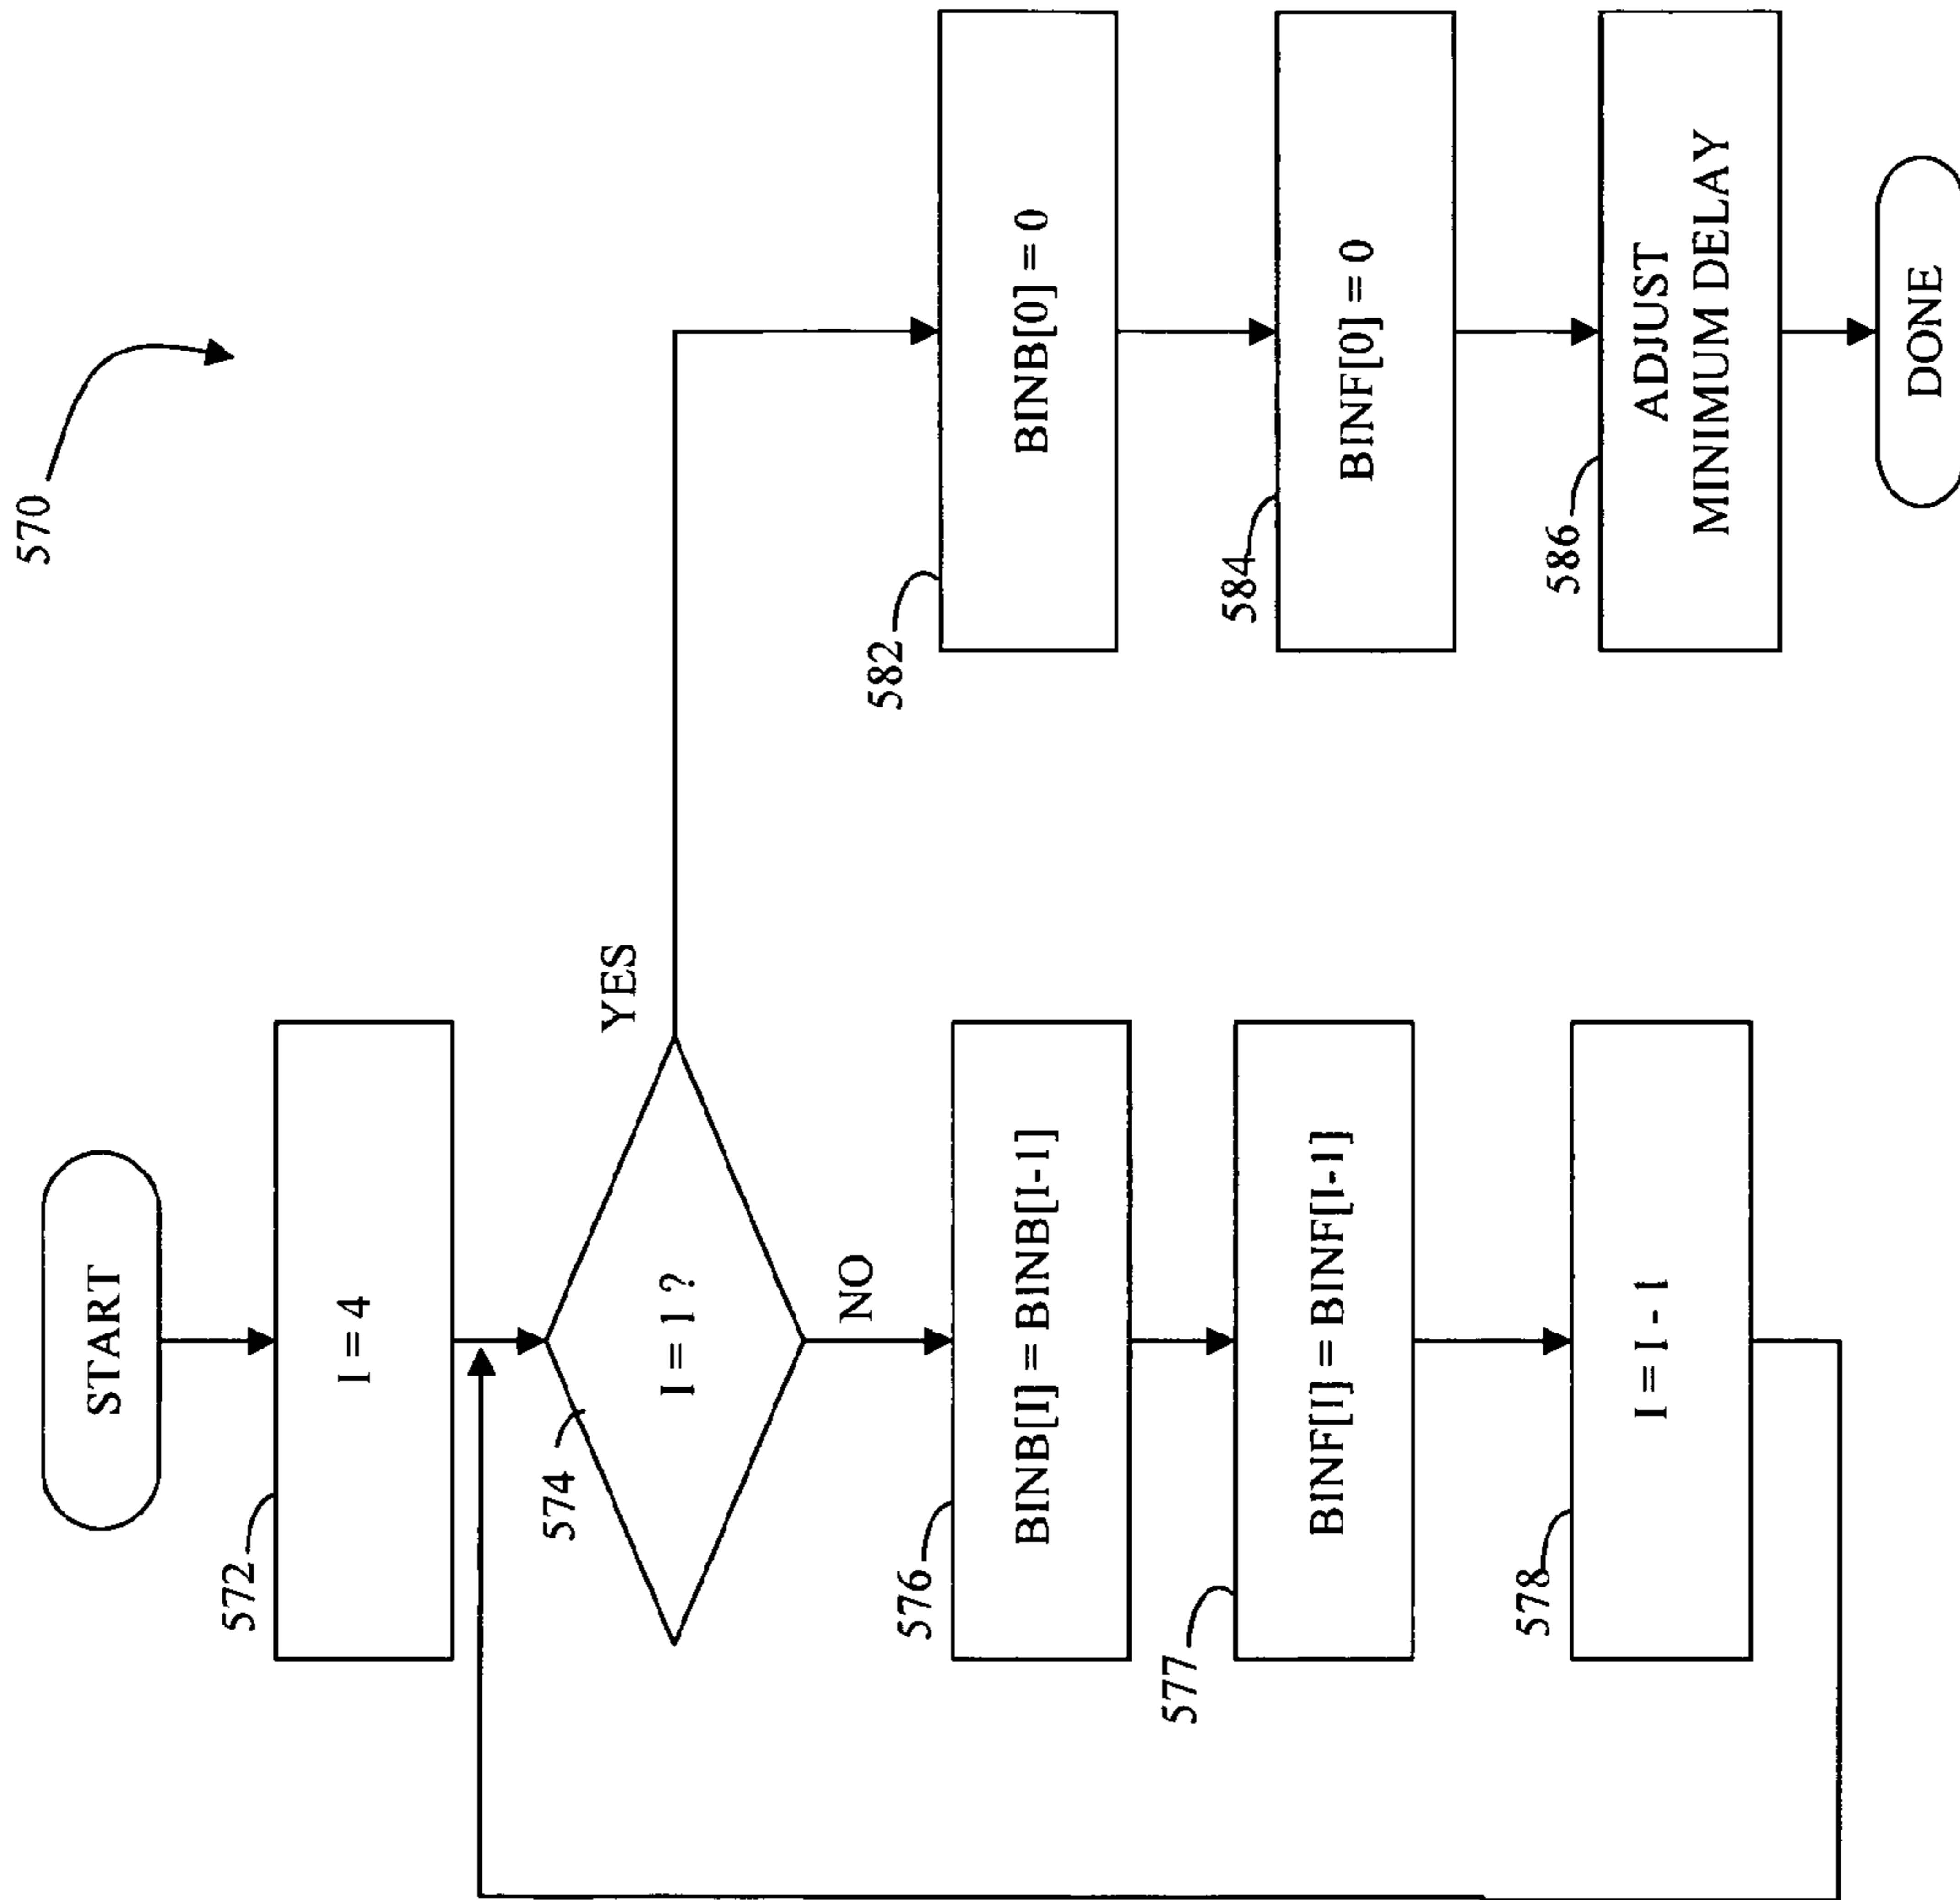 570
START
572
I = 4
574
I = 1 ?
YES
NO
576
BINB[I] = BINB[I-1]
577
BINF[I] = BINF[I-1]
578
I = I - 1
582
BINB[0] = 0
584
BINF[0] = 0
586
ADJUST
MINIMUM DELAY
DONE